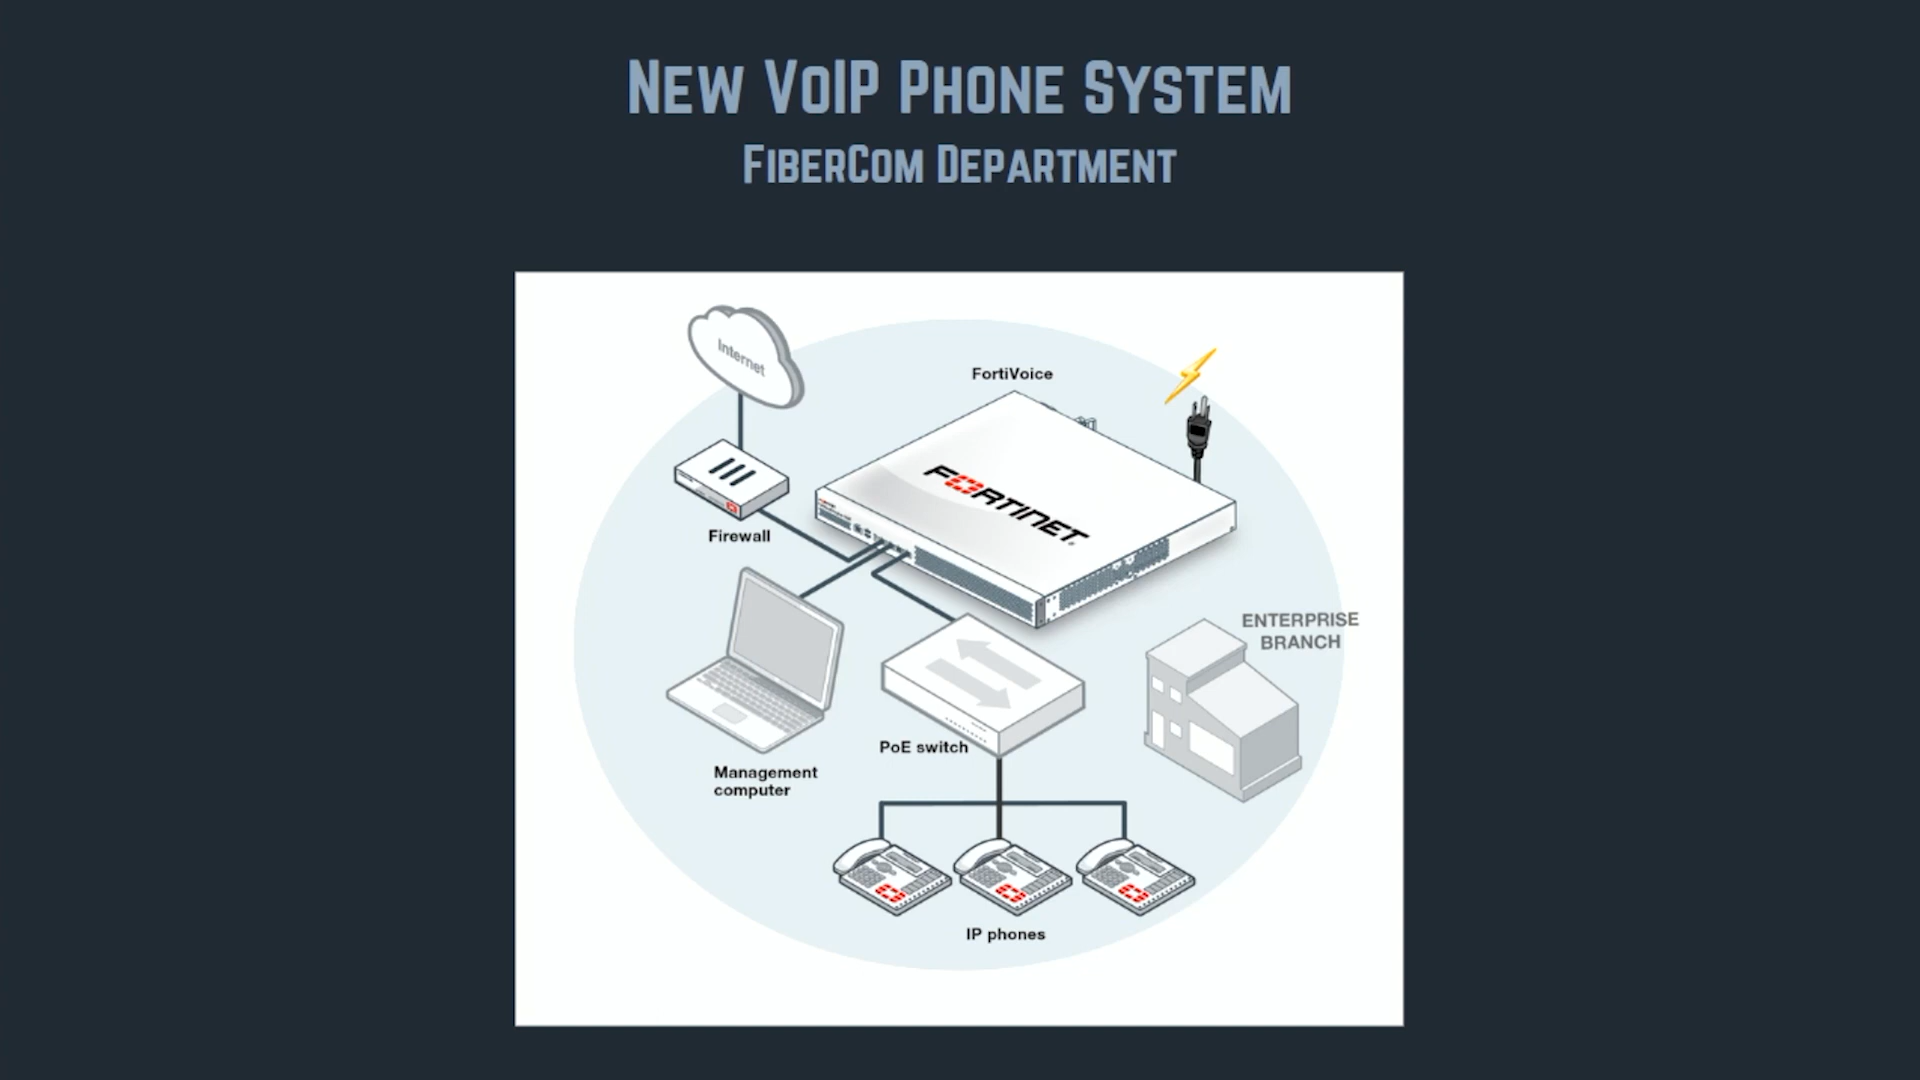 New VoIP Phone System
FiberCom Department
Internet
FortiVoice
FORTINET
Firewall
ENTERPRISE
BRANCH
PoE switch
Management
computer
IP phones